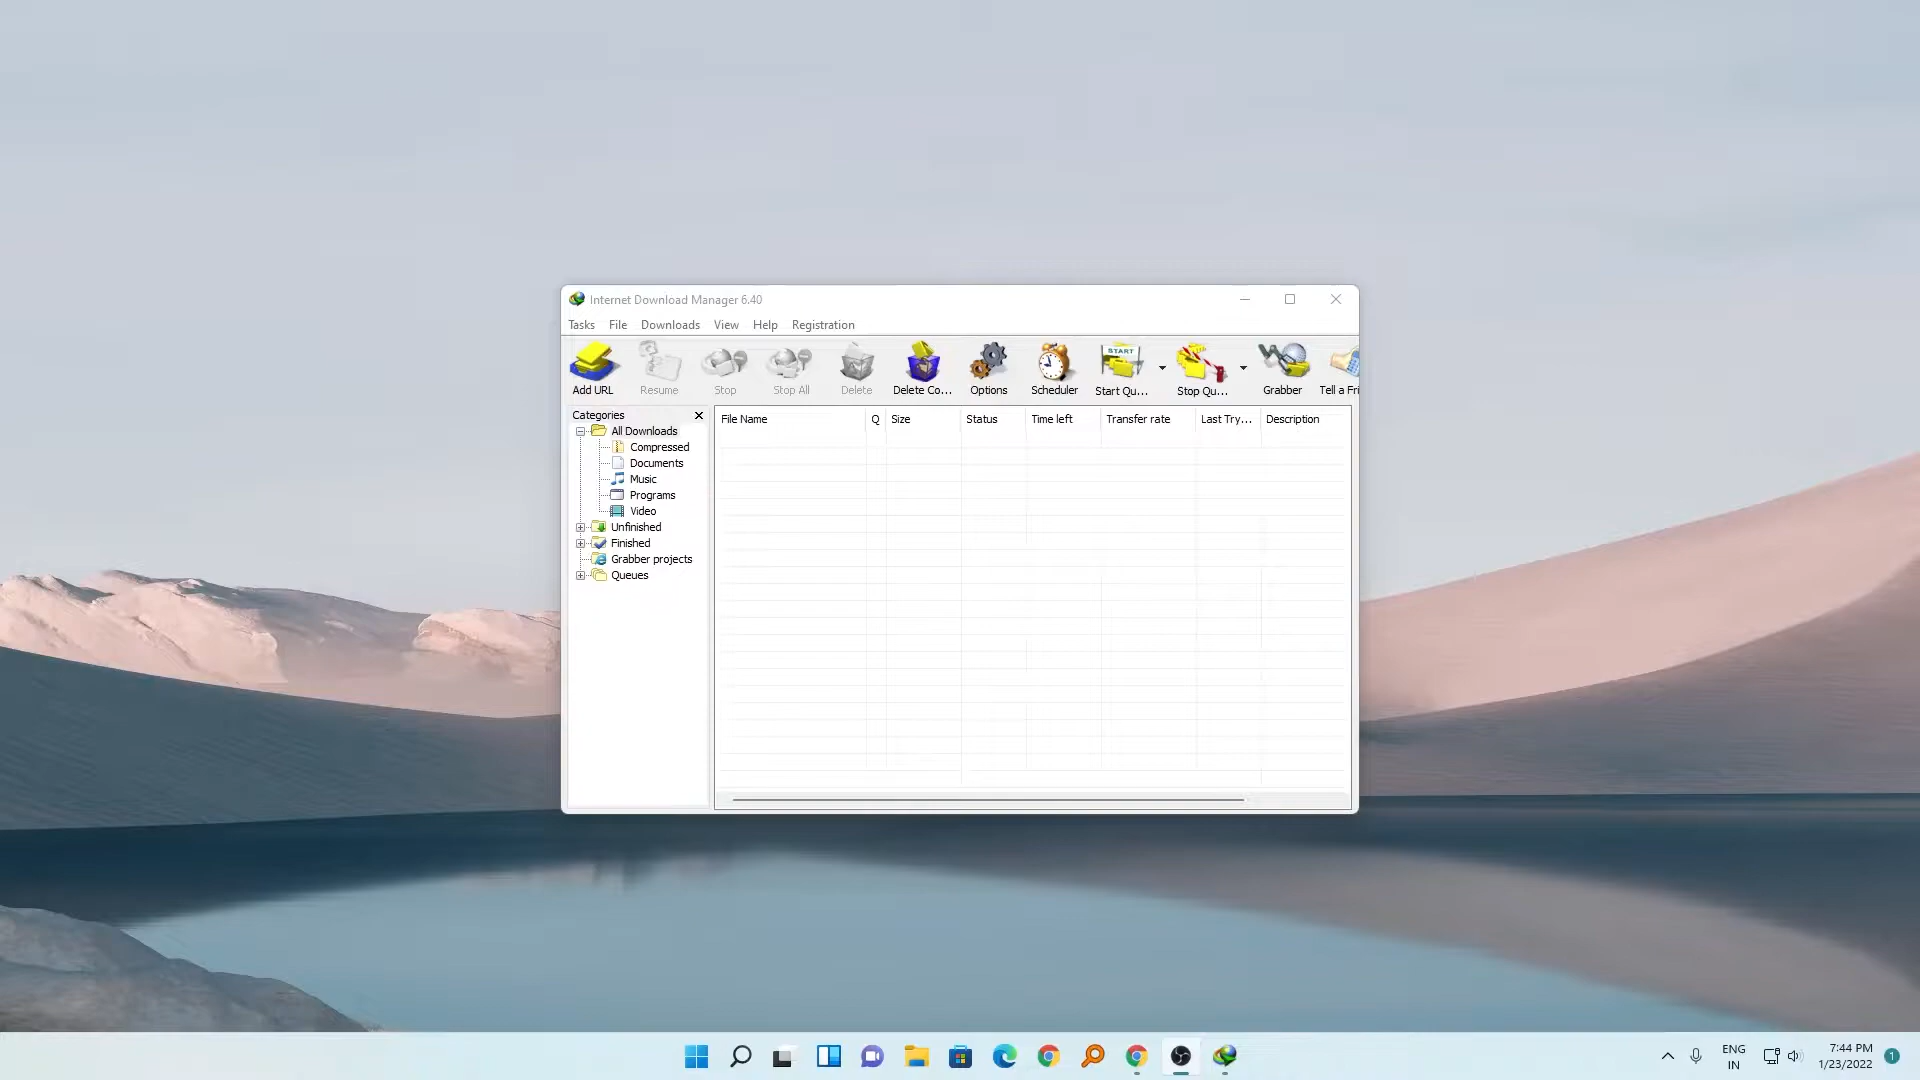 Internet Download Manager 6.40
Tasks File Downloads View Help Registration
START
Add URL Resume Stop Stop All Delete Delete Co... Options Scheduler Start Qu... Stop Qu... Grabber Tell a Fri
Categories
File Name Q Size Status Time left Transfer rate Last Try... Description
All Downloads
Compressed
Documents
Music
Programs
Video
Unfinished
Finished
Grabber projects
Queues
ENG
IN
7:44 PM
1/23/2022
1